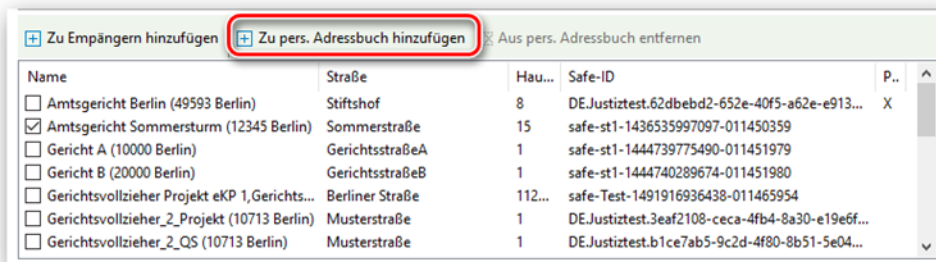 Zu Empfängern hinzufügen Zu pers. Adressbuch hinzufügen Aus pers. Adressbuch entfernen
Name Straße Hau... Safe-ID P..
Amtsgericht Berlin (49593 Berlin) Stiftshof 8 DE.Justiztest.62dbebd2-652e-40f5-a62e-e913... X
Amtsgericht Sommersturm (12345 Berlin) Sommerstraße 15 safe-st1-1436535997097-011450359
Gericht A (10000 Berlin) GerichtsstraßeA 1 safe-st1-1444739775490-011451979
Gericht B (20000 Berlin) GerichtsstraßeB 1 safe-st1-1444740289674-011451980
Gerichtsvollzieher Projekt eKP 1,Gerichts... Berliner Straße 112... safe-Test-1491916936438-011465954
Gerichtsvollzieher_2_Projekt (10713 Berlin) Musterstraße 1 DE.Justiztest.3eaf2108-ceca-4fb4-8a30-e19e6f...
Gerichtsvollzieher_2_QS (10713 Berlin) Musterstraße 1 DE.Justiztest.b1ce7ab5-9c2d-4f80-8b51-5e04...